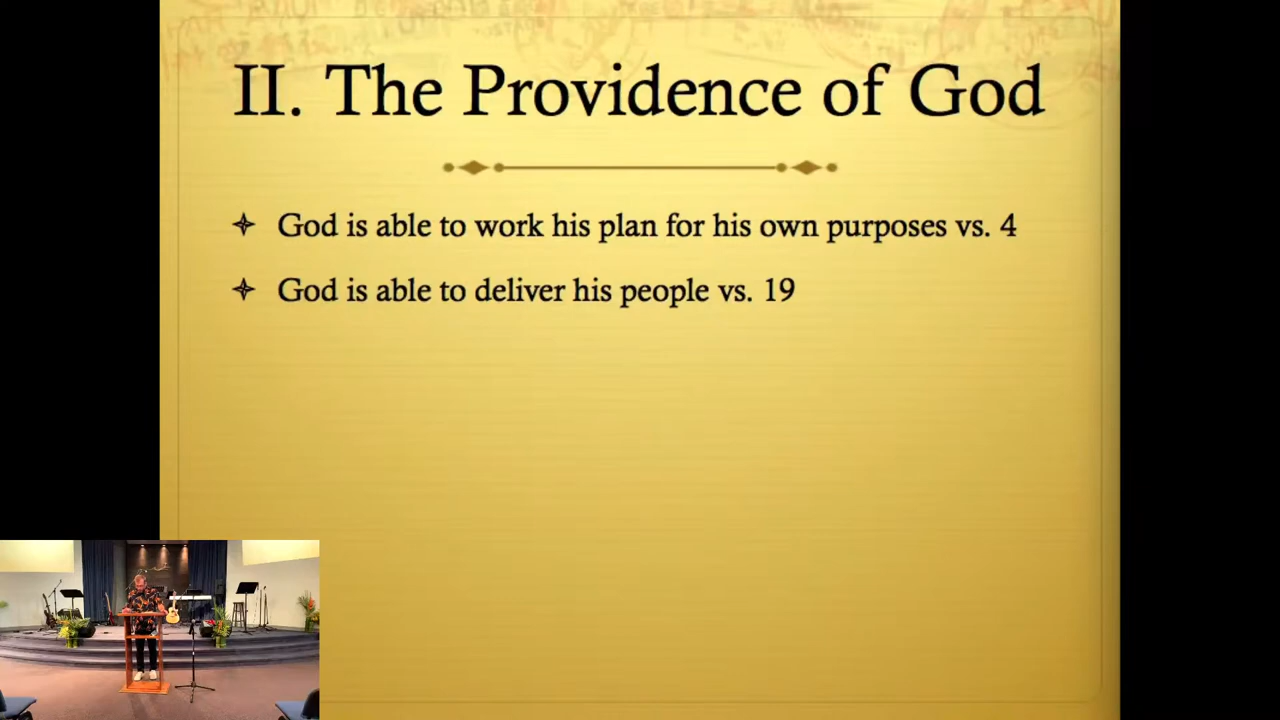 II. The Providence of God
God is able to work his plan for his own purposes vs. 4
God is able to deliver his people vs. 19